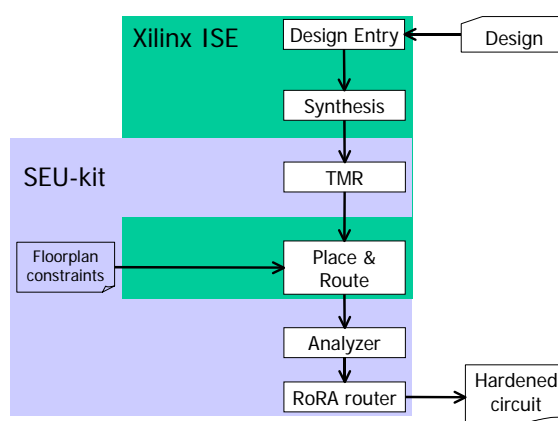 Xilinx ISE
Design Entry
Design
Synthesis
SEU-kit
TMR
Floorplan
constraints
Place &
Route
Analyzer
RoRA router
Hardened
circuit